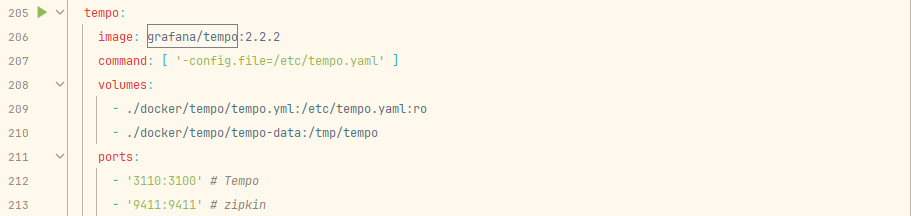 205 tempo:
206 image: grafana/tempo:2.2.2
207 command: [ '-config.file=/etc/tempo.yaml' ]
208 volumes:
209 - ./docker/tempo/tempo.yml:/etc/tempo.yaml:ro
210 - ./docker/tempo/tempo-data:/tmp/tempo
211 ports:
212 - '3110:3100' # Tempo
213 - '9411:9411' # zipkin